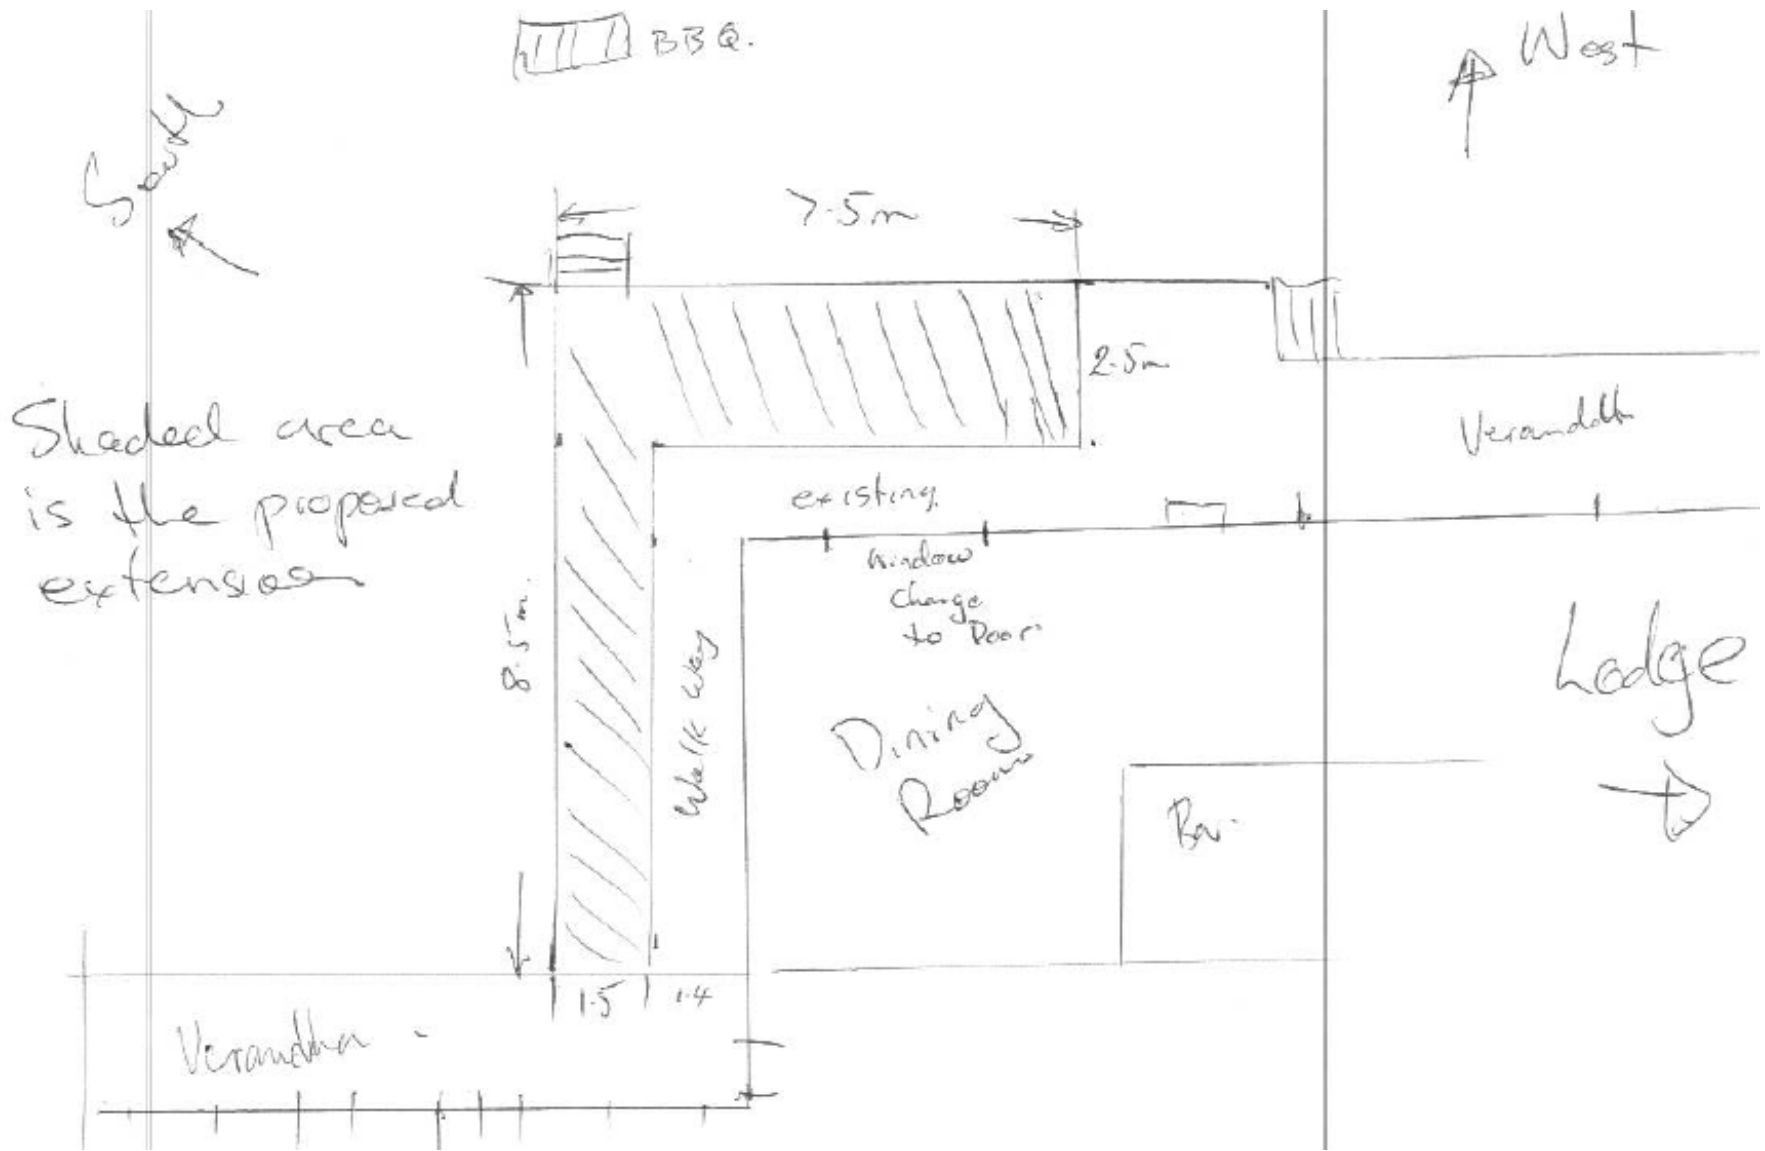 BBQ.
West
South
7.5m
2.5m
Shaded area
is the proposed
extension
Verandah
existing.
Window
change
to Door
8.5m
Walk Way
Lodge
Dining
Room
Bar.
1.5
1.4
Verandha